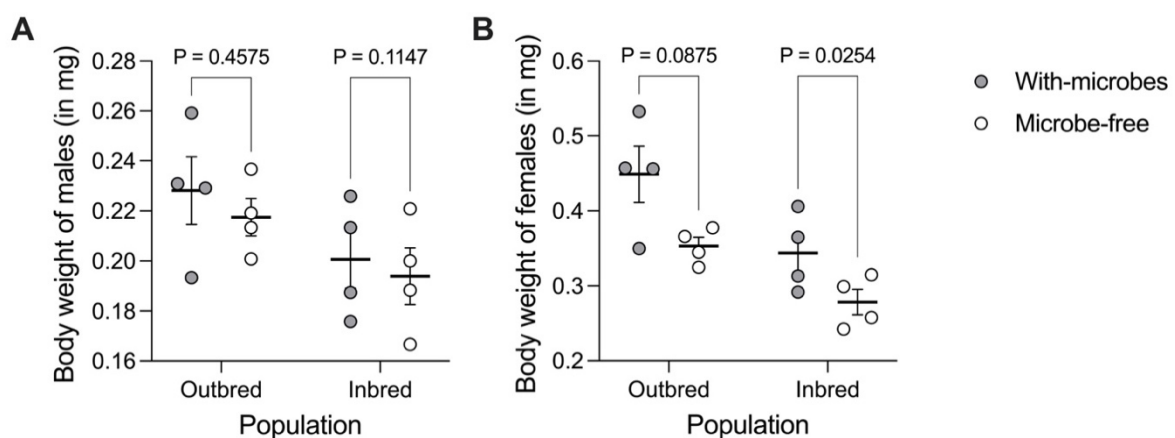 A
Body weight of males (in mg)
0.28
0.26
0.24
0.22
0.20
0.18
0.16
P = 0.4575
P = 0.1147
Outbred
Inbred
Population
B
Body weight of females (in mg)
0.6
0.5
0.4
0.3
0.2
P = 0.0875
P = 0.0254
Outbred
Inbred
Population
With-microbes
Microbe-free